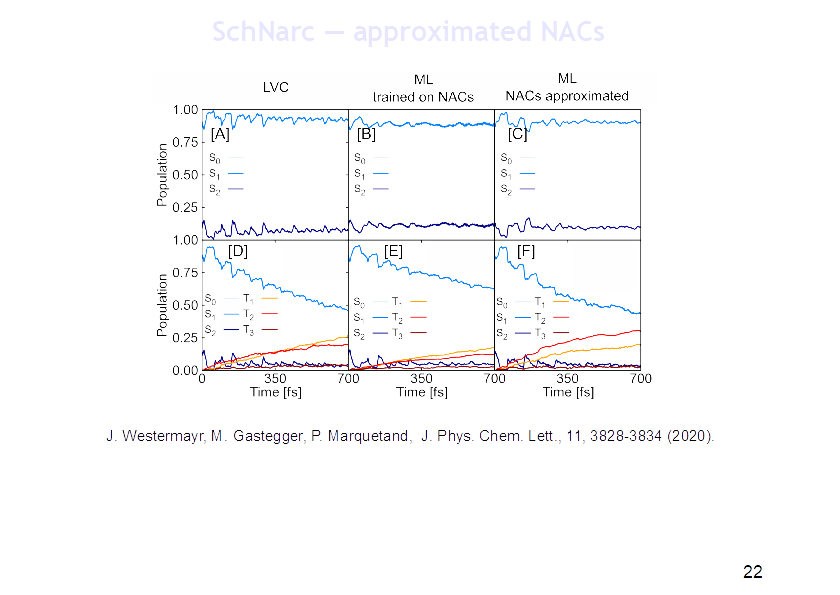 SchNarc — approximated NACs
LVC
ML
trained on NACs
ML
NACs approximated
1.00
0.75
0.50
0.25
Population
[A]
S0
S1
S2
[B]
S0
S1
S2
[C]
S0
S1
S2
1.00
0.75
0.50
0.25
0.00
Population
[D]
S0 T1
S1 T2
S2 T3
[E]
S0 T
S1 T2
S2 T3
[F]
S0 T1
S1 T2
S2 T3
0 350 700 350 700 350 700
Time [fs] Time [fs] Time [fs]
J. Westermayr, M. Gastegger, P. Marquetand, J. Phys. Chem. Lett., 11, 3828-3834 (2020).
22